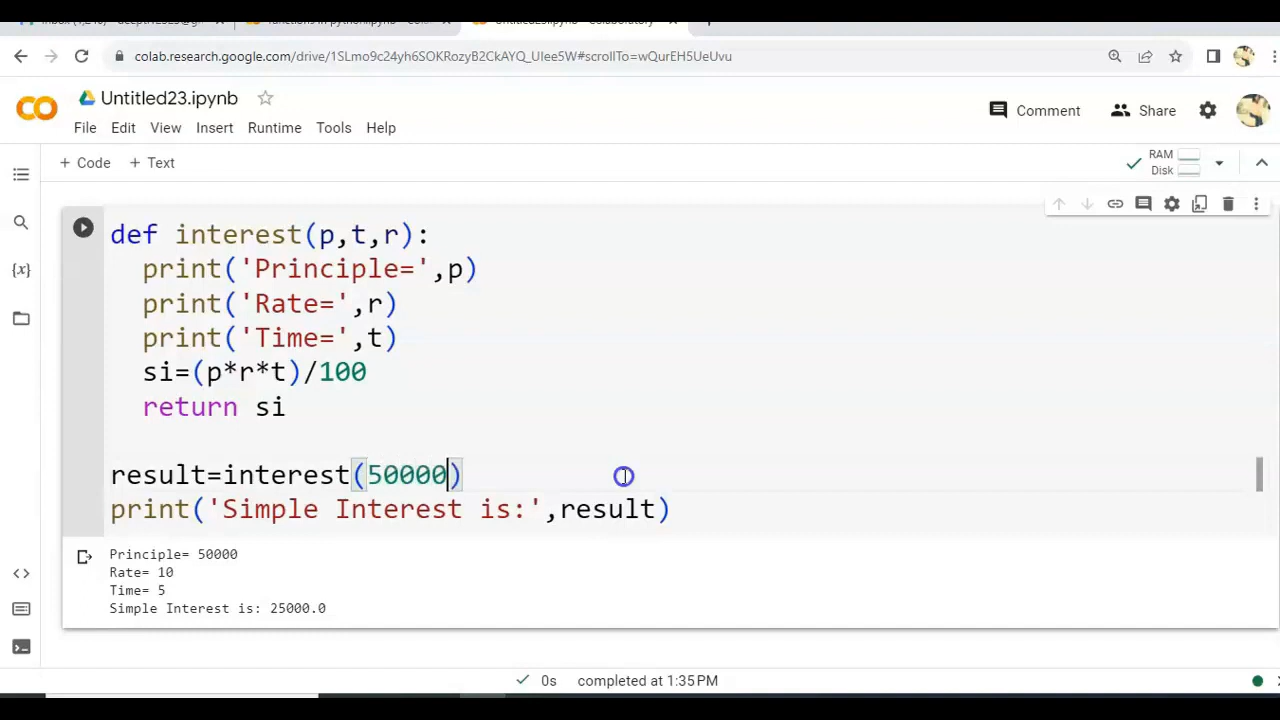 colab.research.google.com/drive/1SLmo9c24yh6SOKRozyB2CkAYQ_UIee5W#scrollTo=wQurEH5UeUvu
CO
Untitled23.ipynb
Comment
Share
File Edit View Insert Runtime Tools Help
+ Code + Text
RAM
Disk
{x}
def interest(p,t,r):
print('Principle=',p)
print('Rate=',r)
print('Time=',t)
si=(p*r*t)/100
return si
result=interest(50000)
print('Simple Interest is:',result)
Principle= 50000
Rate= 10
Time= 5
Simple Interest is: 25000.0
0s completed at 1:35 PM